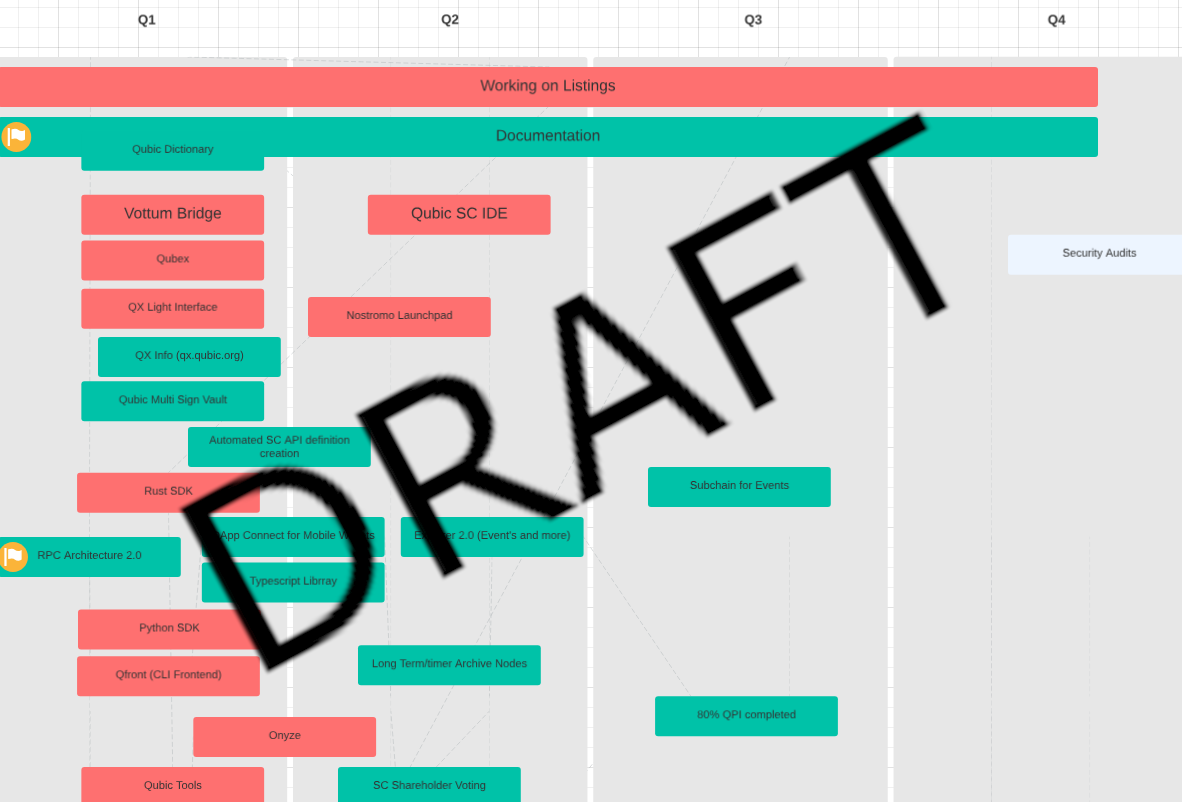 Q1 Q2 Q3 Q4
Working on Listings
Documentation
Qubic Dictionary
Vottum Bridge
Qubic SC IDE
Qubex
Security Audits
QX Light Interface
Nostromo Launchpad
QX Info (qx.qubic.org)
Qubic Multi Sign Vault
Automated SC API definition
creation
Rust SDK
Subchain for Events
App Connect for Mobile
2.0 (Event's and more)
RPC Architecture 2.0
Typescript Librray
Python SDK
Long Term/timer Archive Nodes
Qfront (CLI Frontend)
80% QPI completed
Onyze
Qubic Tools
SC Shareholder Voting
DRAFT